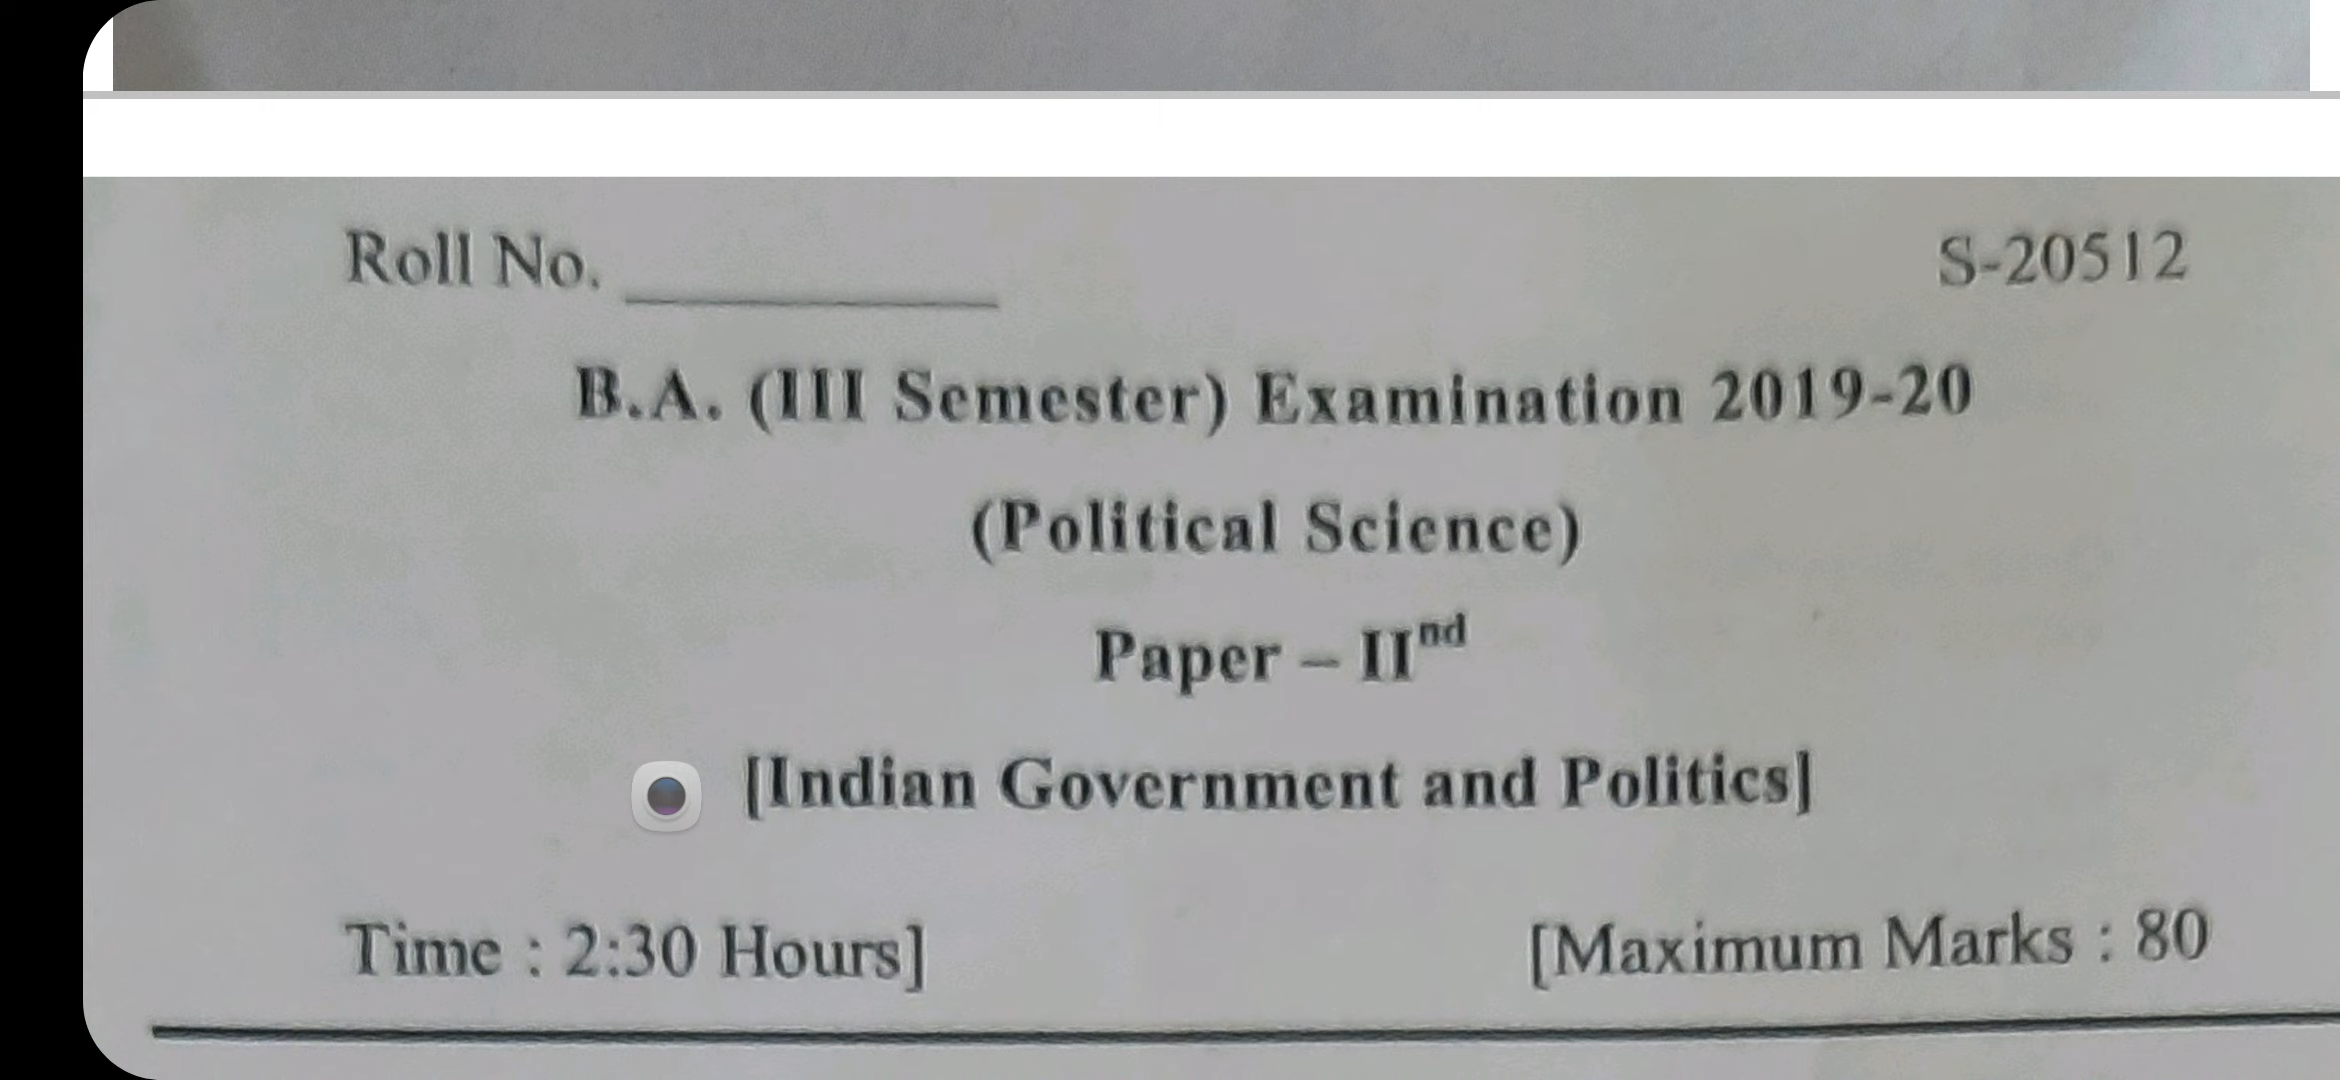 Roll No. __________ S-20512
B.A. (III Semester) Examination 2019-20
(Political Science)
Paper – IInd
[Indian Government and Politics]
Time : 2:30 Hours] [Maximum Marks : 80